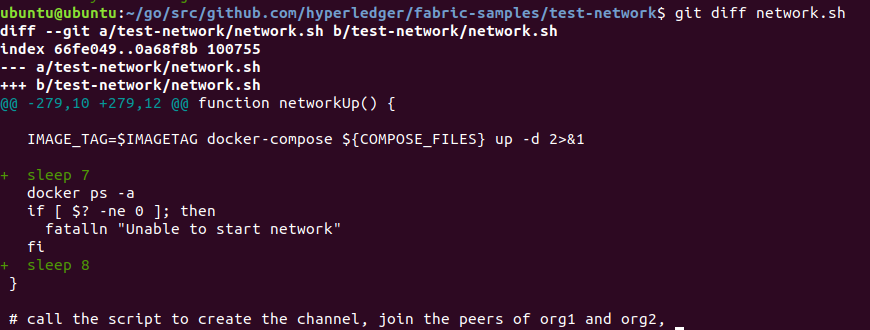 ubuntu@ubuntu:~/go/src/github.com/hyperledger/fabric-samples/test-network$ git diff network.sh
diff --git a/test-network/network.sh b/test-network/network.sh
index 66fe049..0a68f8b 100755
--- a/test-network/network.sh
+++ b/test-network/network.sh
@@ -279,10 +279,12 @@ function networkUp() {

   IMAGE_TAG=$IMAGETAG docker-compose ${COMPOSE_FILES} up -d 2>&1

+  sleep 7
   docker ps -a
   if [ $? -ne 0 ]; then
     fatalln "Unable to start network"
   fi
+  sleep 8
 }

 # call the script to create the channel, join the peers of org1 and org2,